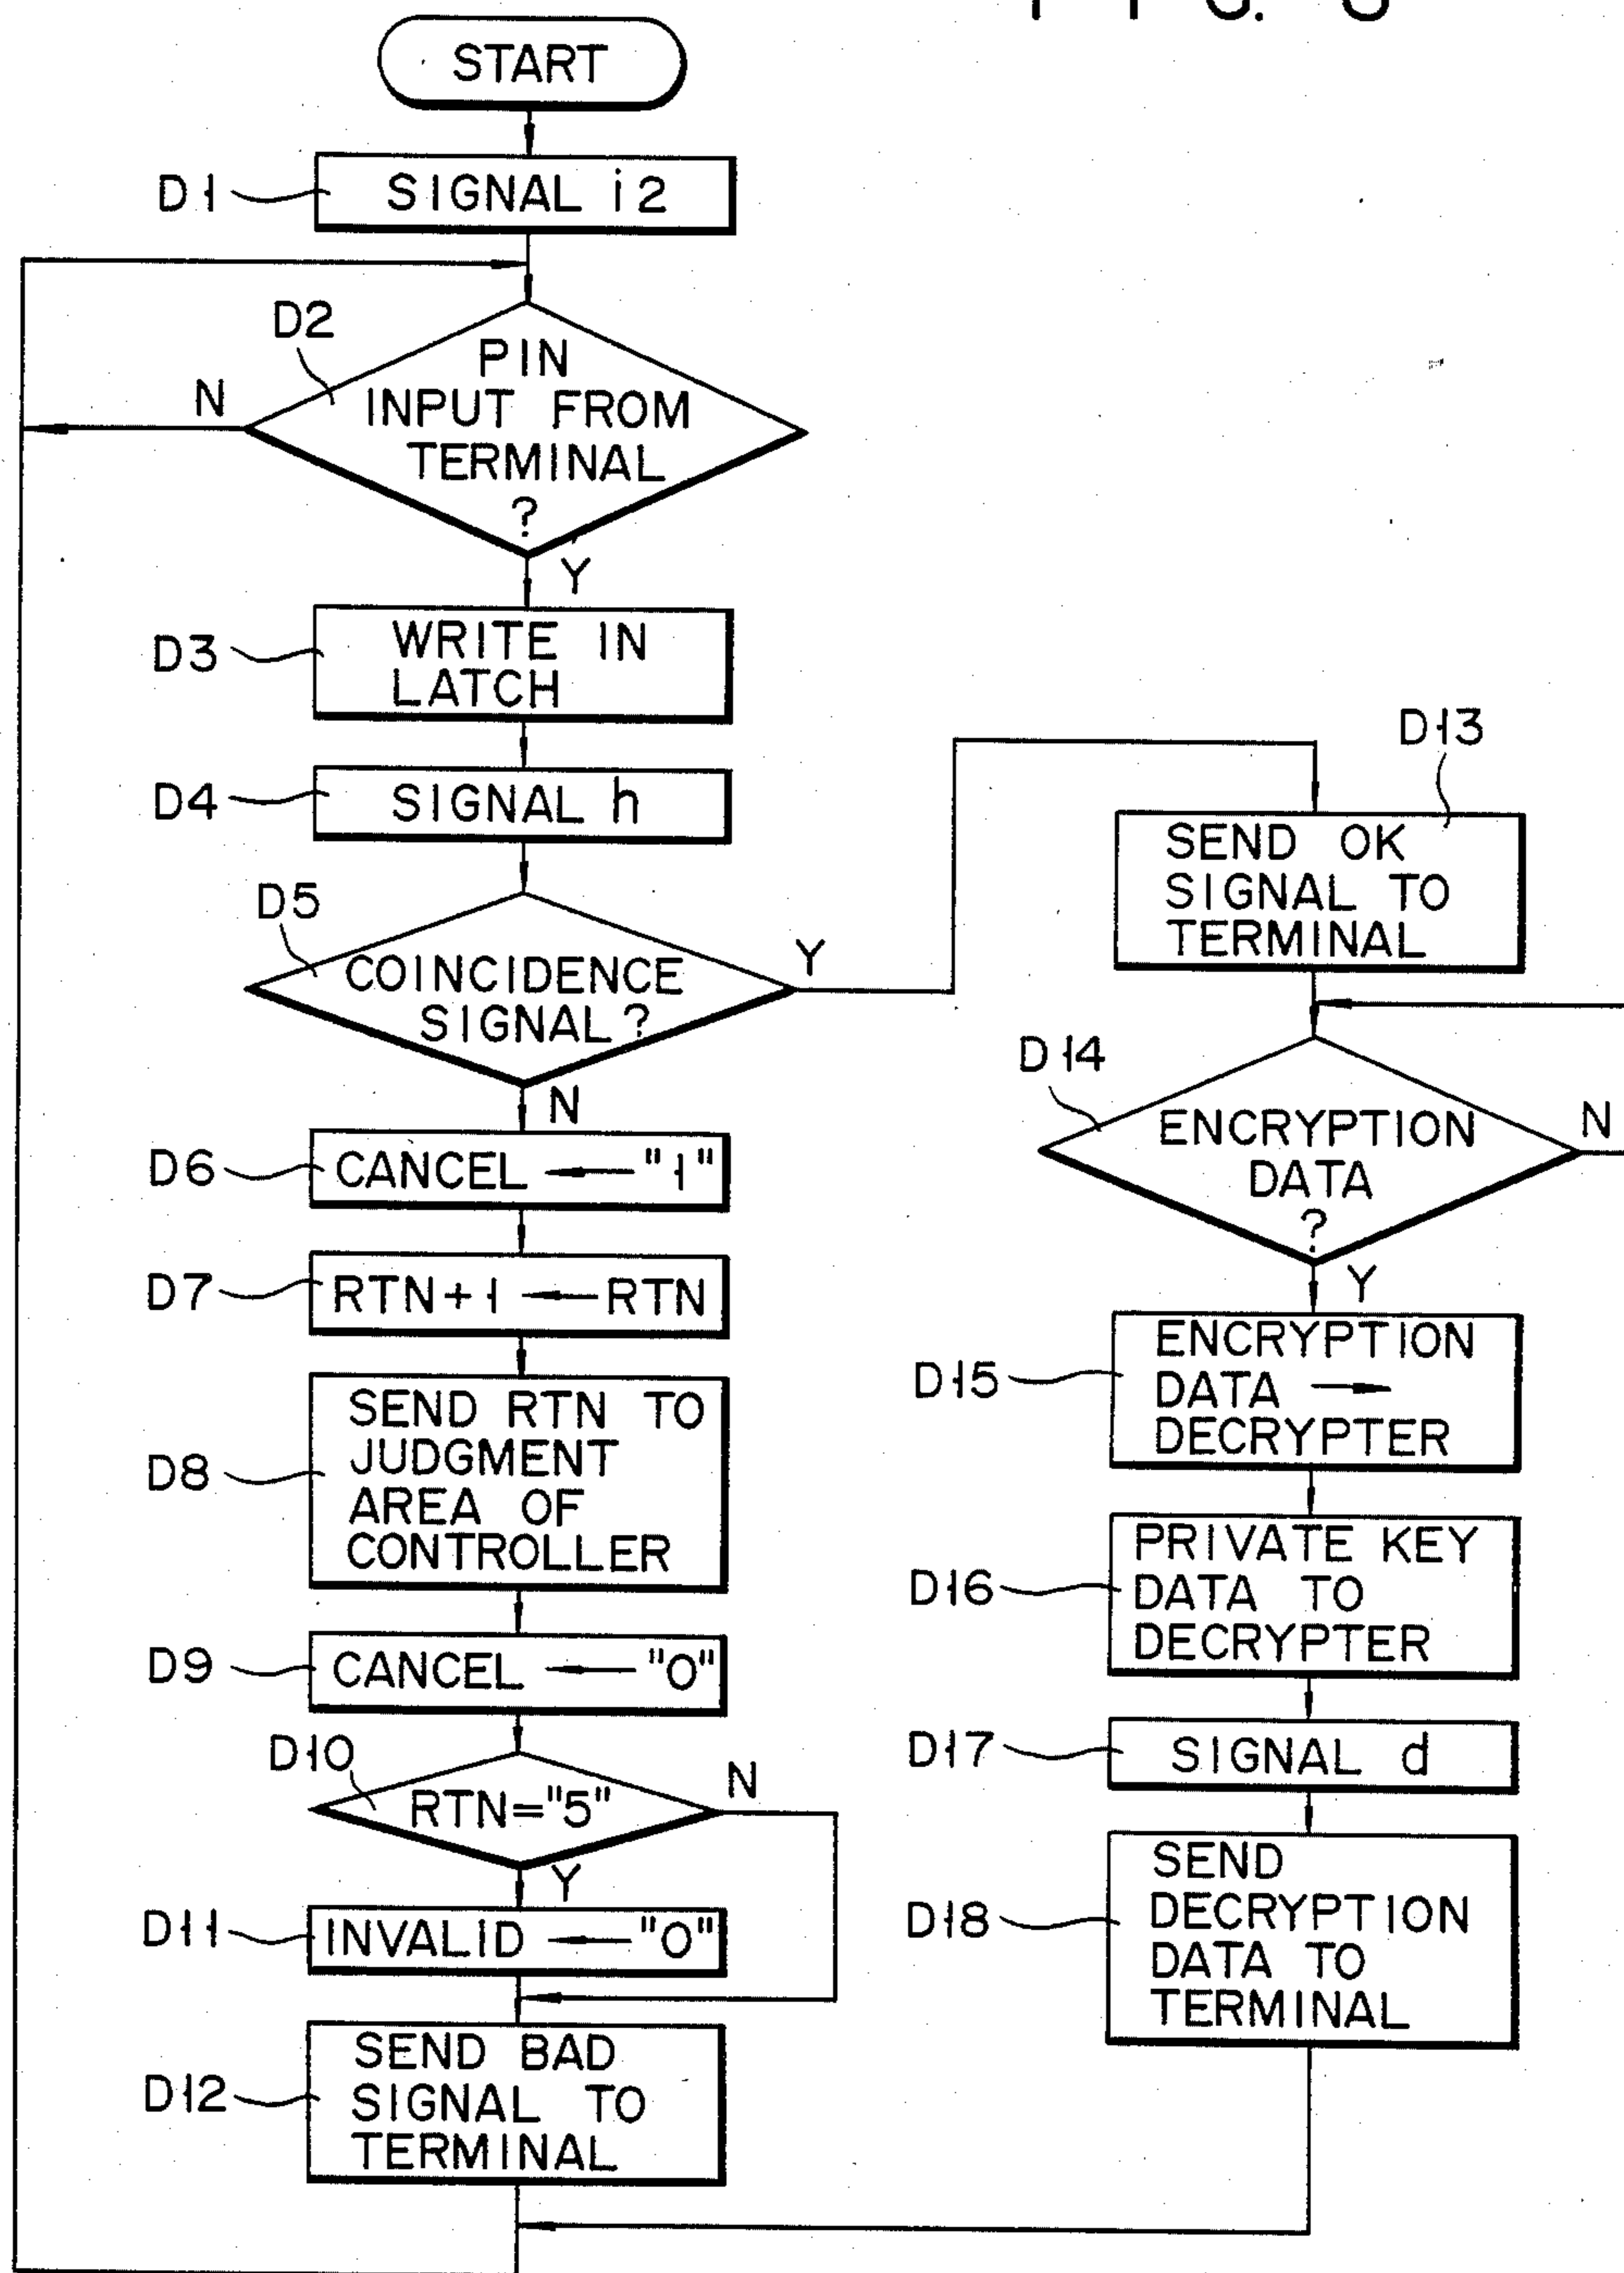 START
D1
SIGNAL i2
D2
PIN
INPUT FROM
TERMINAL
?
N
Y
D3
WRITE IN
LATCH
D4
SIGNAL h
D5
COINCIDENCE
SIGNAL?
Y
N
D6
CANCEL ← "1"
D7
RTN+1 ← RTN
D8
SEND RTN TO
JUDGMENT
AREA OF
CONTROLLER
D9
CANCEL ← "0"
D10
RTN="5"
N
Y
D11
INVALID ← "0"
D12
SEND BAD
SIGNAL TO
TERMINAL
D13
SEND OK
SIGNAL TO
TERMINAL
D14
ENCRYPTION
DATA
?
N
Y
D15
ENCRYPTION
DATA →
DECRYPTER
D16
PRIVATE KEY
DATA TO
DECRYPTER
D17
SIGNAL d
D18
SEND
DECRYPTION
DATA TO
TERMINAL